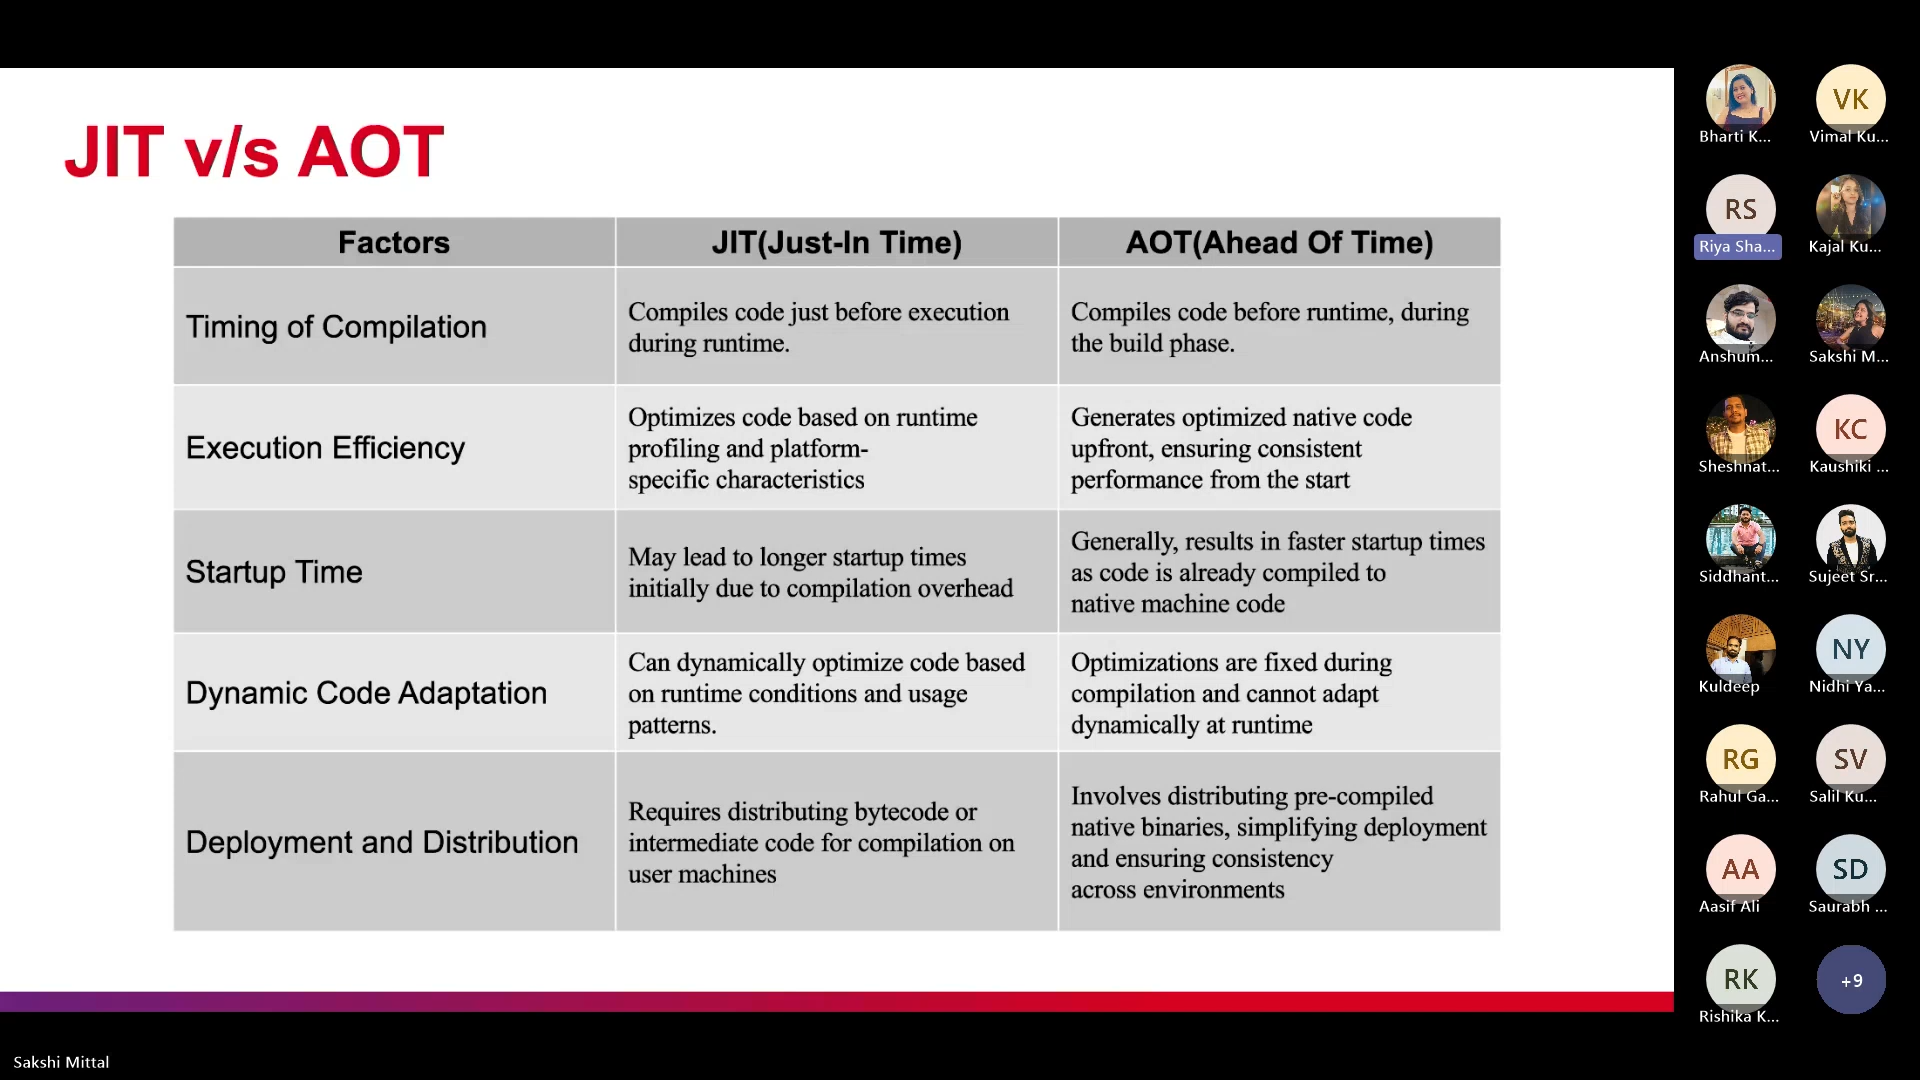 JIT v/s AOT
Factors
JIT(Just-In Time)
AOT(Ahead Of Time)
Timing of Compilation
Compiles code just before execution
during runtime.
Compiles code before runtime, during
the build phase.
Execution Efficiency
Optimizes code based on runtime
profiling and platform-
specific characteristics
Generates optimized native code
upfront, ensuring consistent
performance from the start
Startup Time
May lead to longer startup times
initially due to compilation overhead
Generally, results in faster startup times
as code is already compiled to
native machine code
Dynamic Code Adaptation
Can dynamically optimize code based
on runtime conditions and usage
patterns.
Optimizations are fixed during
compilation and cannot adapt
dynamically at runtime
Deployment and Distribution
Requires distributing bytecode or
intermediate code for compilation on
user machines
Involves distributing pre-compiled
native binaries, simplifying deployment
and ensuring consistency
across environments
Bharti K...
VK
Vimal Ku...
RS
Riya Sha...
Kajal Ku...
Anshum...
Sakshi M...
Sheshnat...
KC
Kaushiki ...
Siddhant...
Sujeet Sr...
Kuldeep
NY
Nidhi Ya...
RG
Rahul Ga...
SV
Salil Ku...
AA
Aasif Ali
SD
Saurabh ...
RK
Rishika K...
+9
Sakshi Mittal